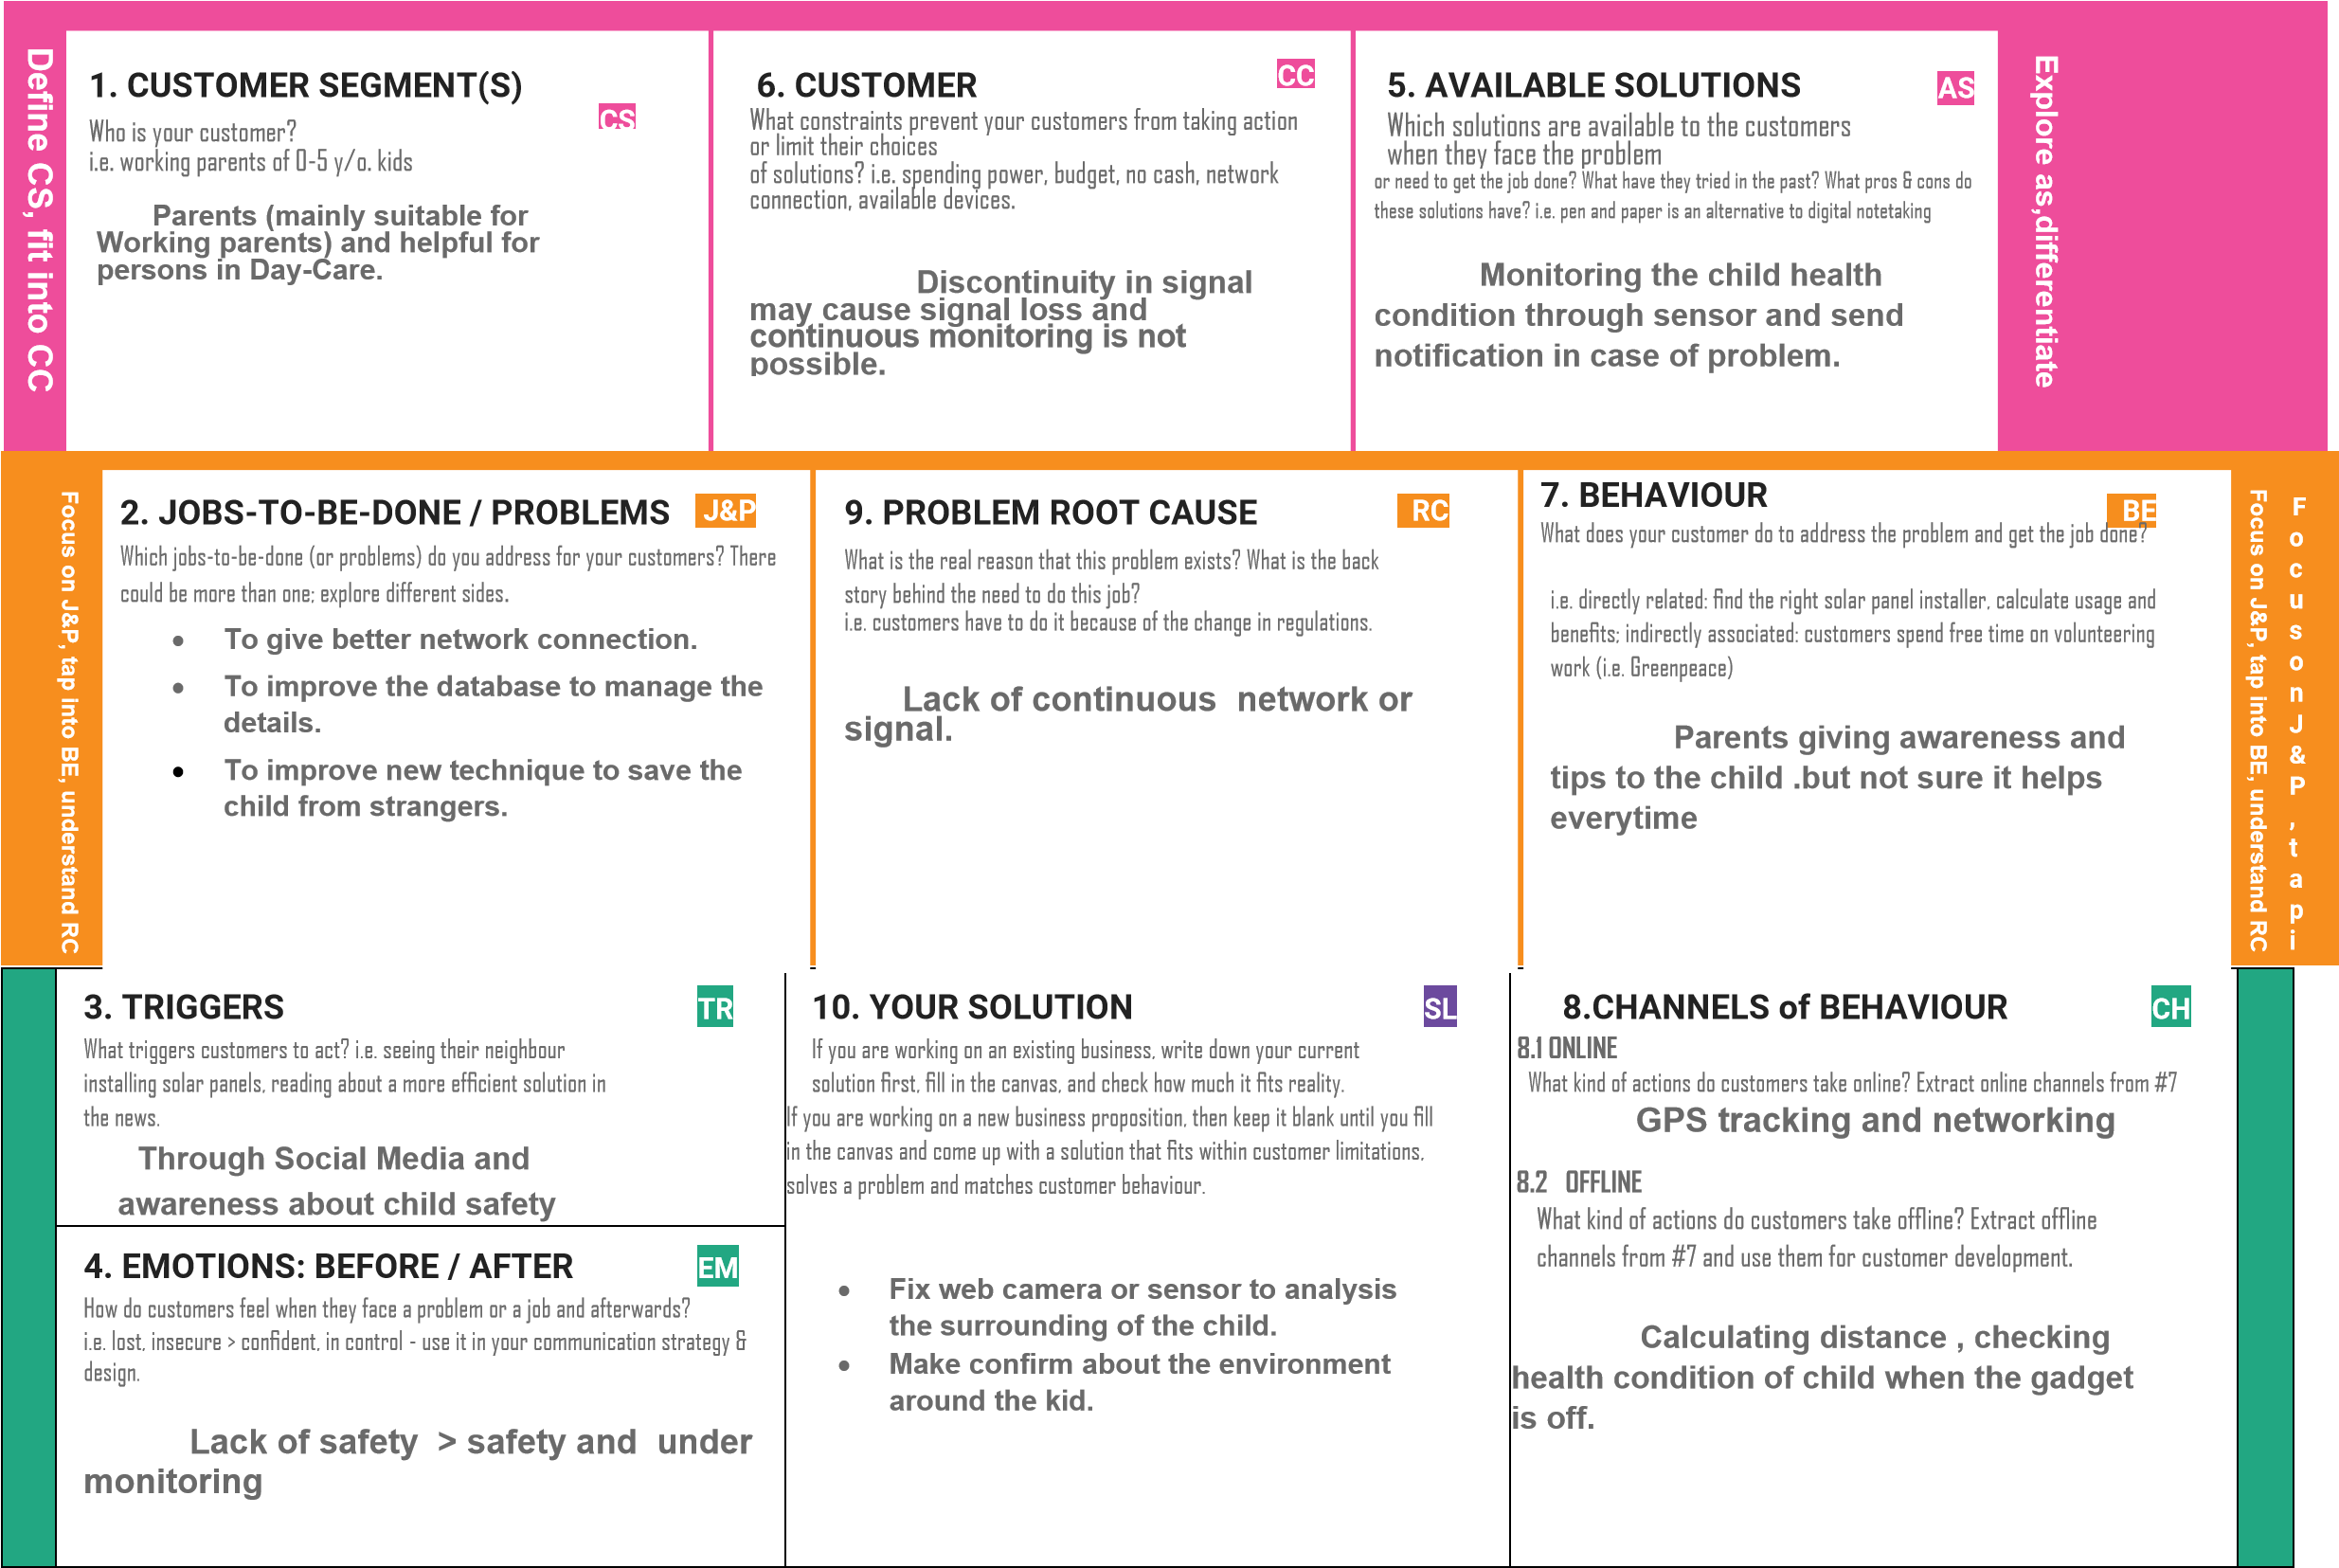 Define CS, fit into CC
1. CUSTOMER SEGMENT(S)
CS
Who is your customer?
i.e. working parents of 0-5 y/o. kids
Parents (mainly suitable for
Working parents) and helpful for
persons in Day-Care.
6. CUSTOMER
CC
What constraints prevent your customers from taking action
or limit their choices
of solutions? i.e. spending power, budget, no cash, network
connection, available devices.
Discontinuity in signal
may cause signal loss and
continuous monitoring is not
possible.
5. AVAILABLE SOLUTIONS
AS
Which solutions are available to the customers
when they face the problem
or need to get the job done? What have they tried in the past? What pros & cons do
these solutions have? i.e. pen and paper is an alternative to digital notetaking
Monitoring the child health
condition through sensor and send
notification in case of problem.
Explore as,differentiate
Focus on J&P, tap into BE, understand RC
2. JOBS-TO-BE-DONE / PROBLEMS
J&P
Which jobs-to-be-done (or problems) do you address for your customers? There
could be more than one; explore different sides.
• To give better network connection.
• To improve the database to manage the
details.
• To improve new technique to save the
child from strangers.
9. PROBLEM ROOT CAUSE
RC
What is the real reason that this problem exists? What is the back
story behind the need to do this job?
i.e. customers have to do it because of the change in regulations.
Lack of continuous network or
signal.
7. BEHAVIOUR
BE
What does your customer do to address the problem and get the job done?
i.e. directly related: find the right solar panel installer, calculate usage and
benefits; indirectly associated: customers spend free time on volunteering
work (i.e. Greenpeace)
Parents giving awareness and
tips to the child .but not sure it helps
everytime
Focus on J&P, tap into BE, understand RC
F
o
c
u
s
o
n
J
&
P
,
t
a
p
i
3. TRIGGERS
TR
What triggers customers to act? i.e. seeing their neighbour
installing solar panels, reading about a more efficient solution in
the news.
Through Social Media and
awareness about child safety
4. EMOTIONS: BEFORE / AFTER
EM
How do customers feel when they face a problem or a job and afterwards?
i.e. lost, insecure > confident, in control - use it in your communication strategy &
design.
Lack of safety > safety and under
monitoring
10. YOUR SOLUTION
SL
If you are working on an existing business, write down your current
solution first, fill in the canvas, and check how much it fits reality.
If you are working on a new business proposition, then keep it blank until you fill
in the canvas and come up with a solution that fits within customer limitations,
solves a problem and matches customer behaviour.
• Fix web camera or sensor to analysis
the surrounding of the child.
• Make confirm about the environment
around the kid.
8.CHANNELS of BEHAVIOUR
CH
8.1 ONLINE
What kind of actions do customers take online? Extract online channels from #7
GPS tracking and networking
8.2 OFFLINE
What kind of actions do customers take offline? Extract offline
channels from #7 and use them for customer development.
Calculating distance , checking
health condition of child when the gadget
is off.